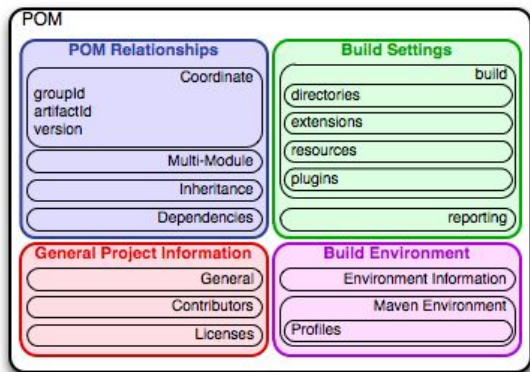 POM
POM Relationships
Coordinate
groupId
artifactId
version
Multi-Module
Inheritance
Dependencies
Build Settings
build
directories
extensions
resources
plugins
reporting
General Project Information
General
Contributors
Licenses
Build Environment
Environment Information
Maven Environment
Profiles